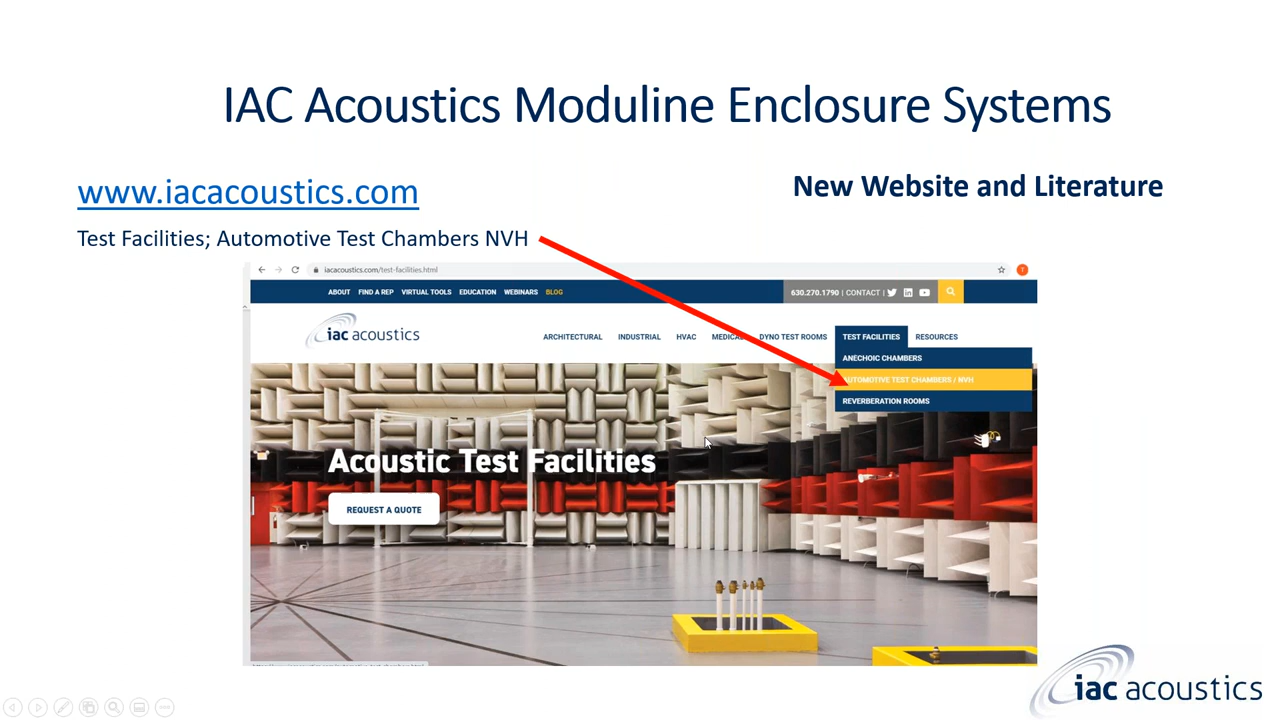 IAC Acoustics Moduline Enclosure Systems
www.iacacoustics.com
New Website and Literature
Test Facilities; Automotive Test Chambers NVH
iacacoustics.com/test-facilities.html
ABOUT FIND A REP VIRTUAL TOOLS EDUCATION WEBINARS BLOG
630.270.1790 | CONTACT |
iac acoustics
ARCHITECTURAL INDUSTRIAL HVAC MEDICAL DYNO TEST ROOMS TEST FACILITIES RESOURCES
ANECHOIC CHAMBERS
AUTOMOTIVE TEST CHAMBERS / NVH
REVERBERATION ROOMS
Acoustic Test Facilities
REQUEST A QUOTE
iac acoustics